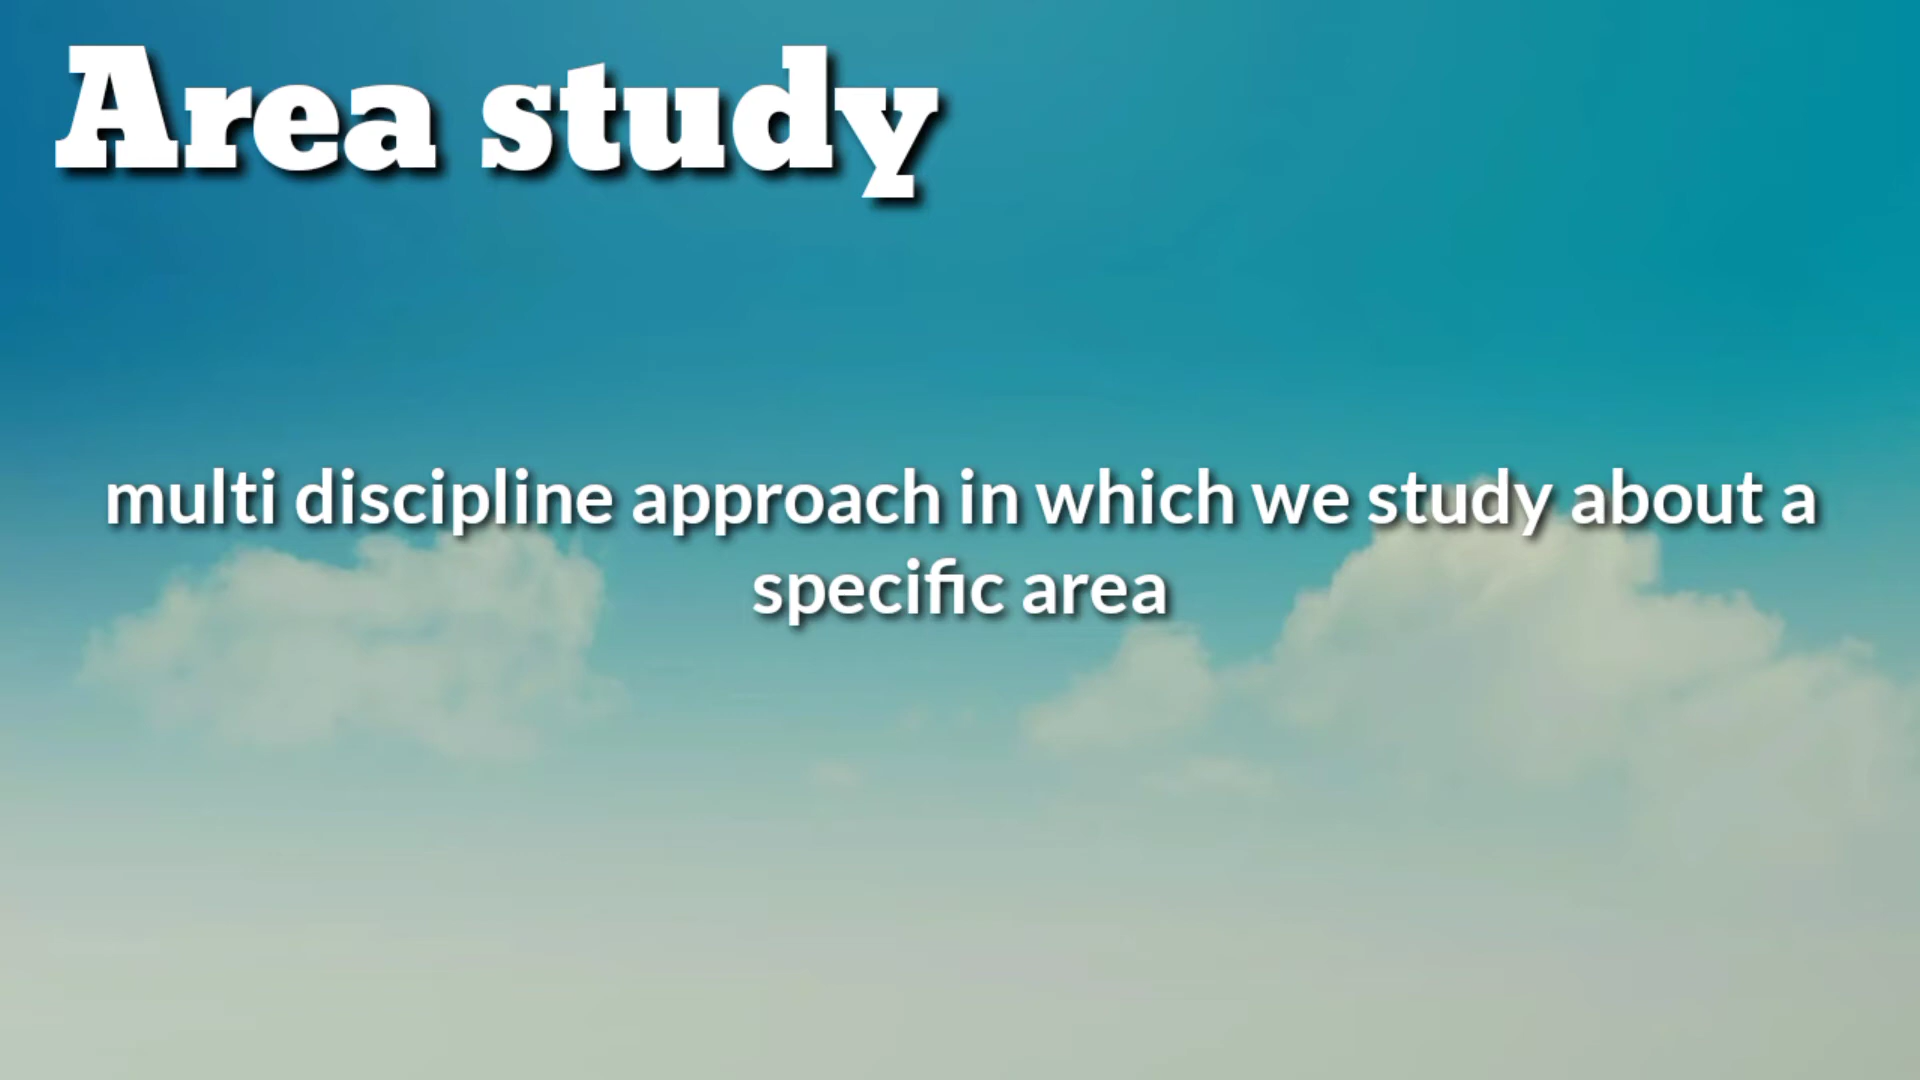 Area study
multi discipline approach in which we study about a
specific area